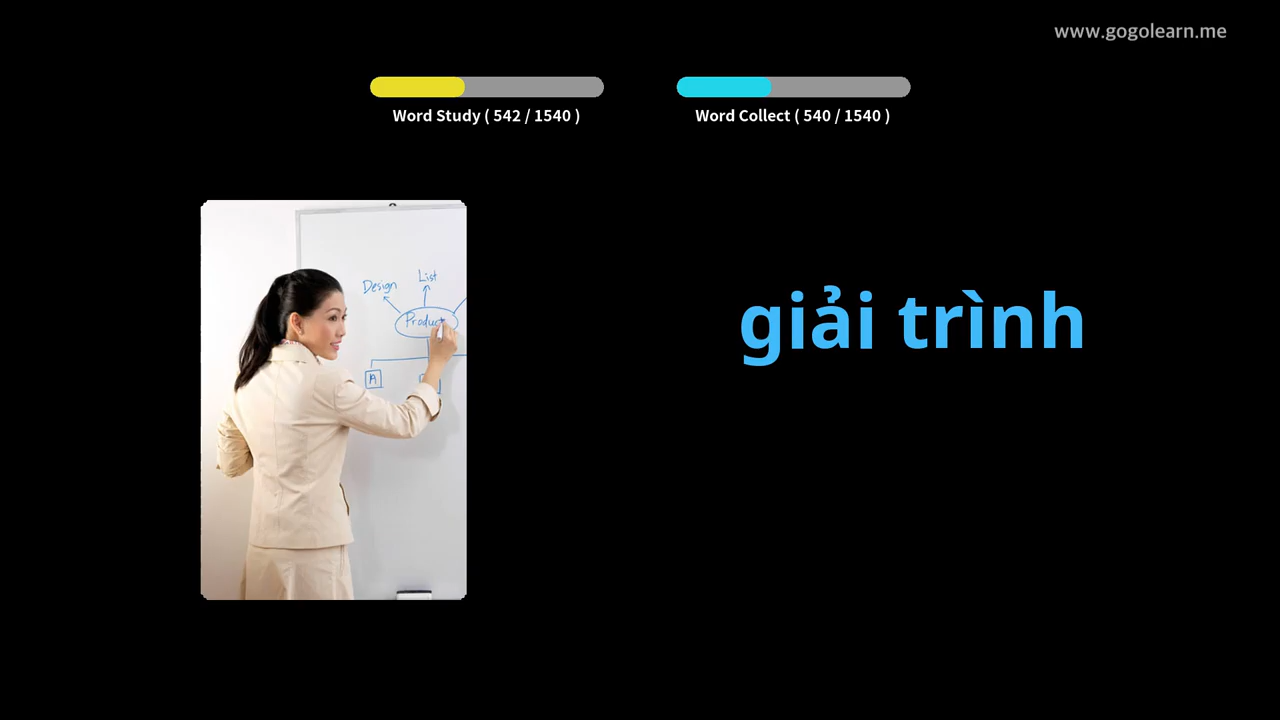 www.gogolearn.me
Word Study ( 542 / 1540 )
Word Collect ( 540 / 1540 )
giải trình
Design
List
Product
A